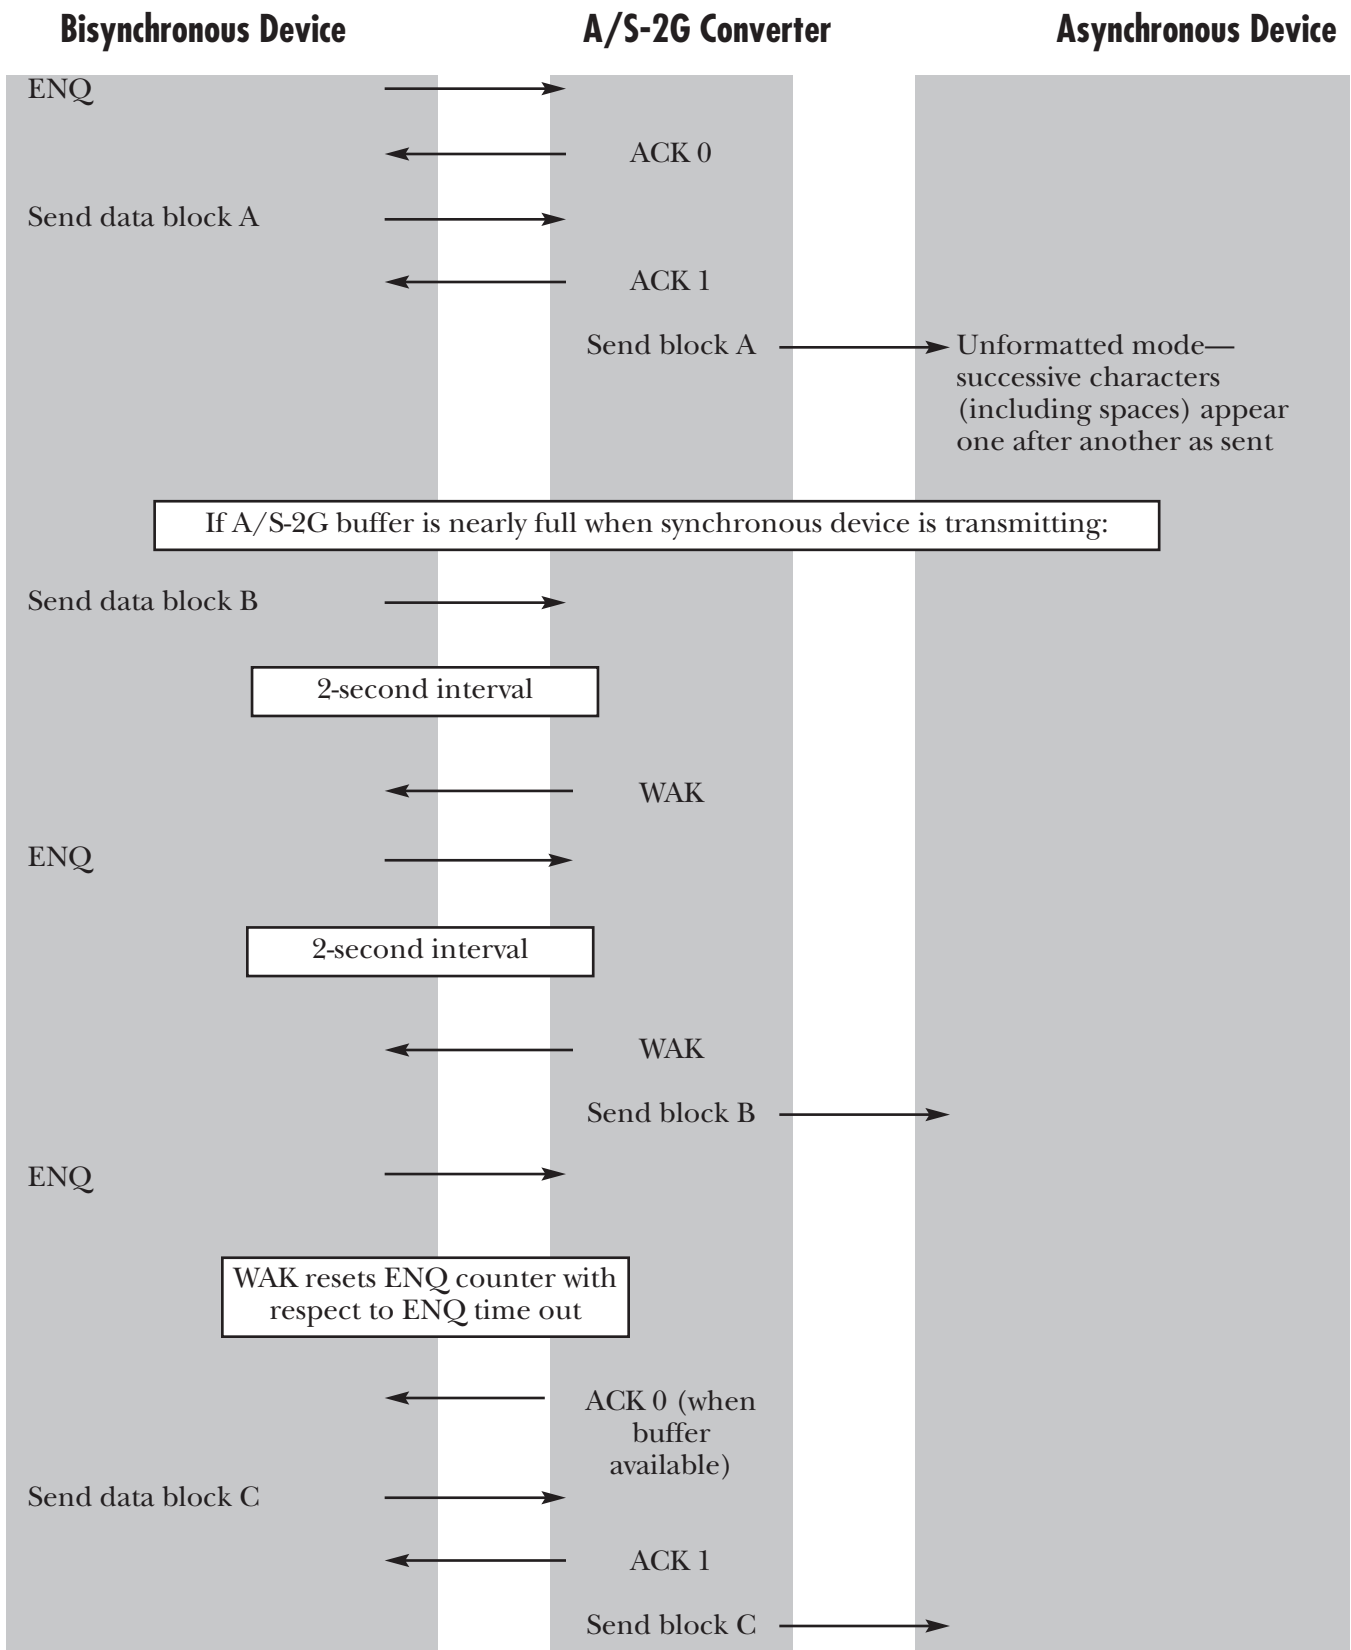 Bisynchronous Device
A/S-2G Converter
Asynchronous Device
ENQ
ACK 0
Send data block A
ACK 1
Send block A
Unformatted mode—
successive characters
(including spaces) appear
one after another as sent
If A/S-2G buffer is nearly full when synchronous device is transmitting:
Send data block B
2-second interval
WAK
ENQ
2-second interval
WAK
Send block B
ENQ
WAK resets ENQ counter with
respect to ENQ time out
ACK 0 (when
buffer
available)
Send data block C
ACK 1
Send block C